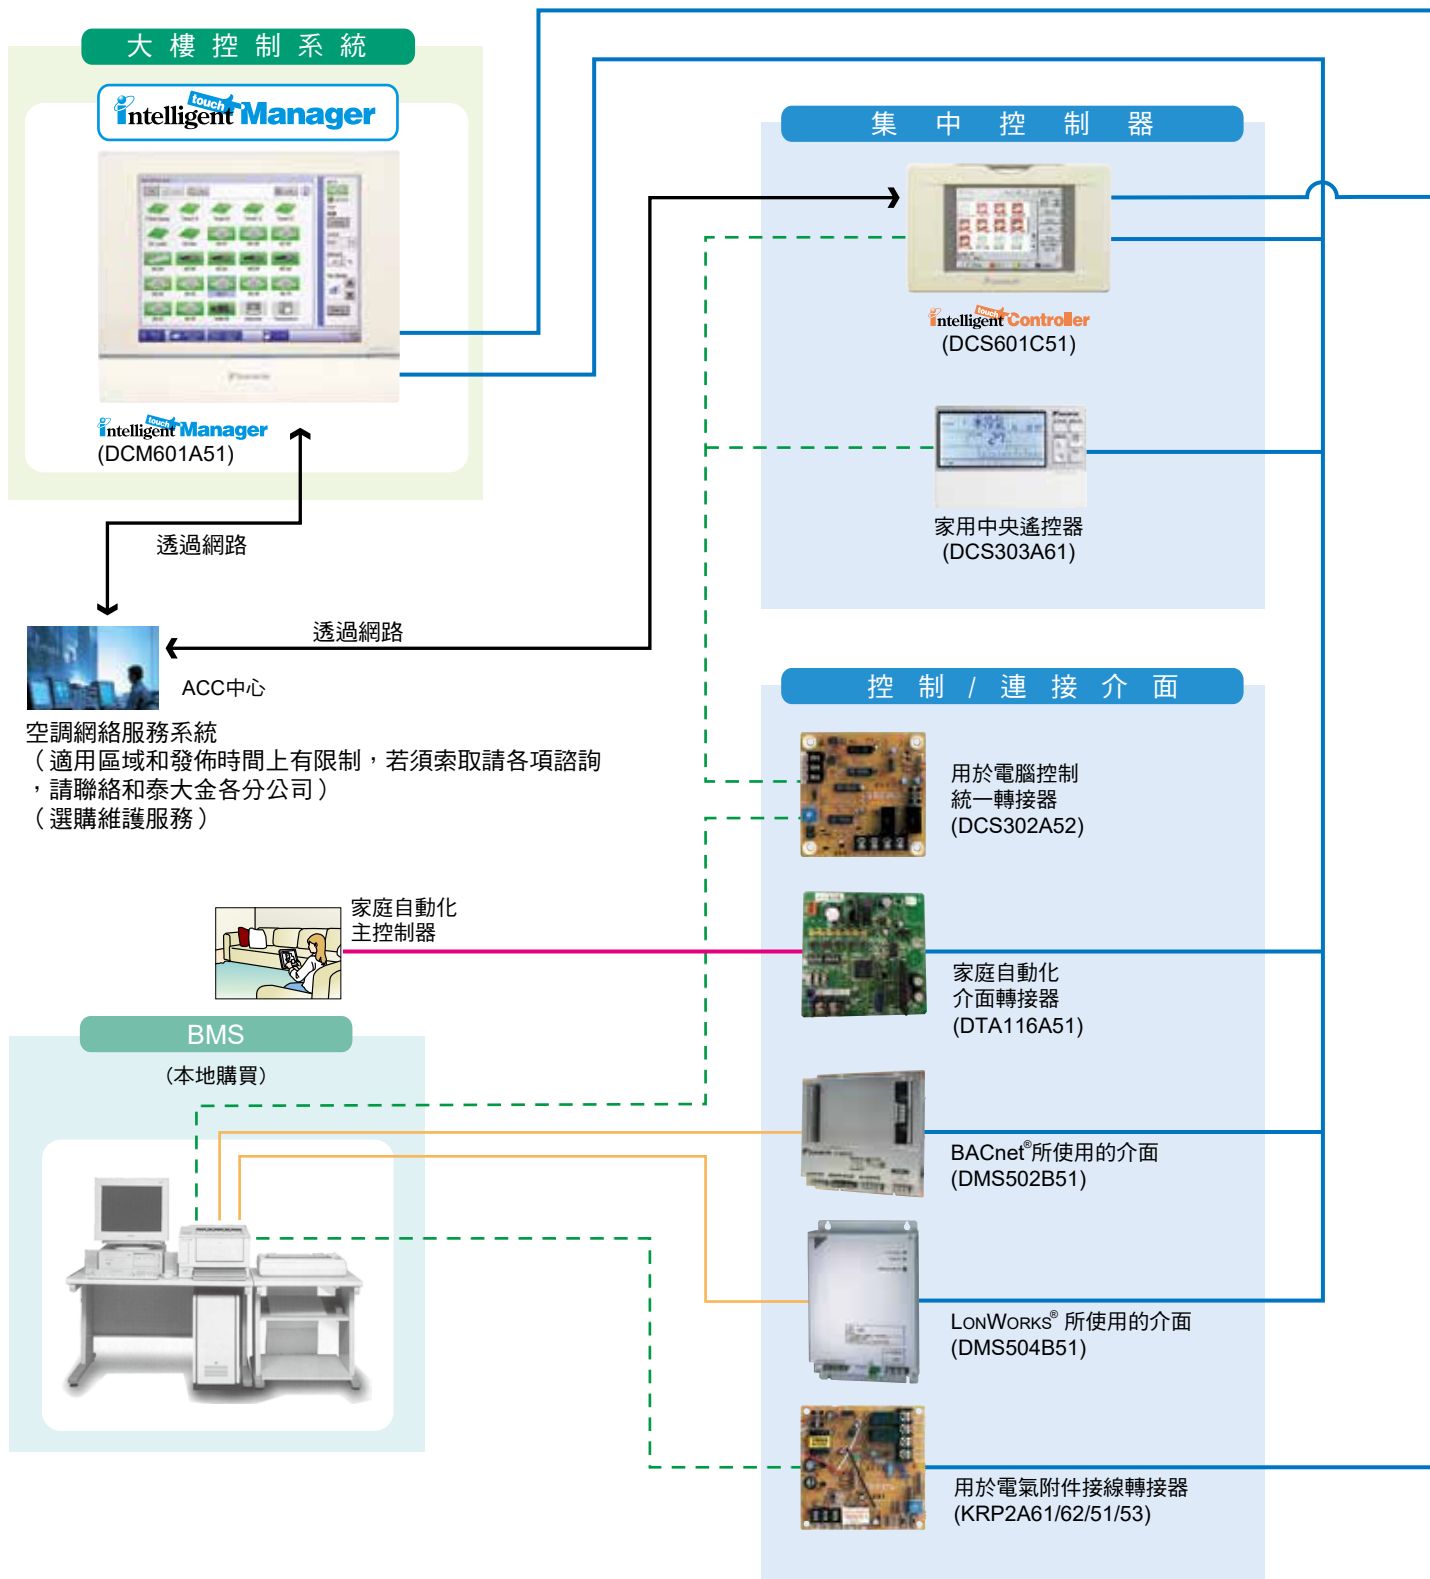 大樓控制系統
intelligent touch Manager
intelligent touch Manager
(DCM601A51)
透過網路
透過網路
ACC中心
空調網絡服務系統
（適用區域和發佈時間上有限制，若須索取請各項諮詢
，請聯絡和泰大金各分公司）
（選購維護服務）
集中控制器
intelligent touch Controller
(DCS601C51)
家用中央遙控器
(DCS303A61)
控制/連接介面
用於電腦控制
統一轉接器
(DCS302A52)
家庭自動化
主控制器
家庭自動化
介面轉接器
(DTA116A51)
BMS
(本地購買)
BACnet®所使用的介面
(DMS502B51)
LONWORKS® 所使用的介面
(DMS504B51)
用於電氣附件接線轉接器
(KRP2A61/62/51/53)